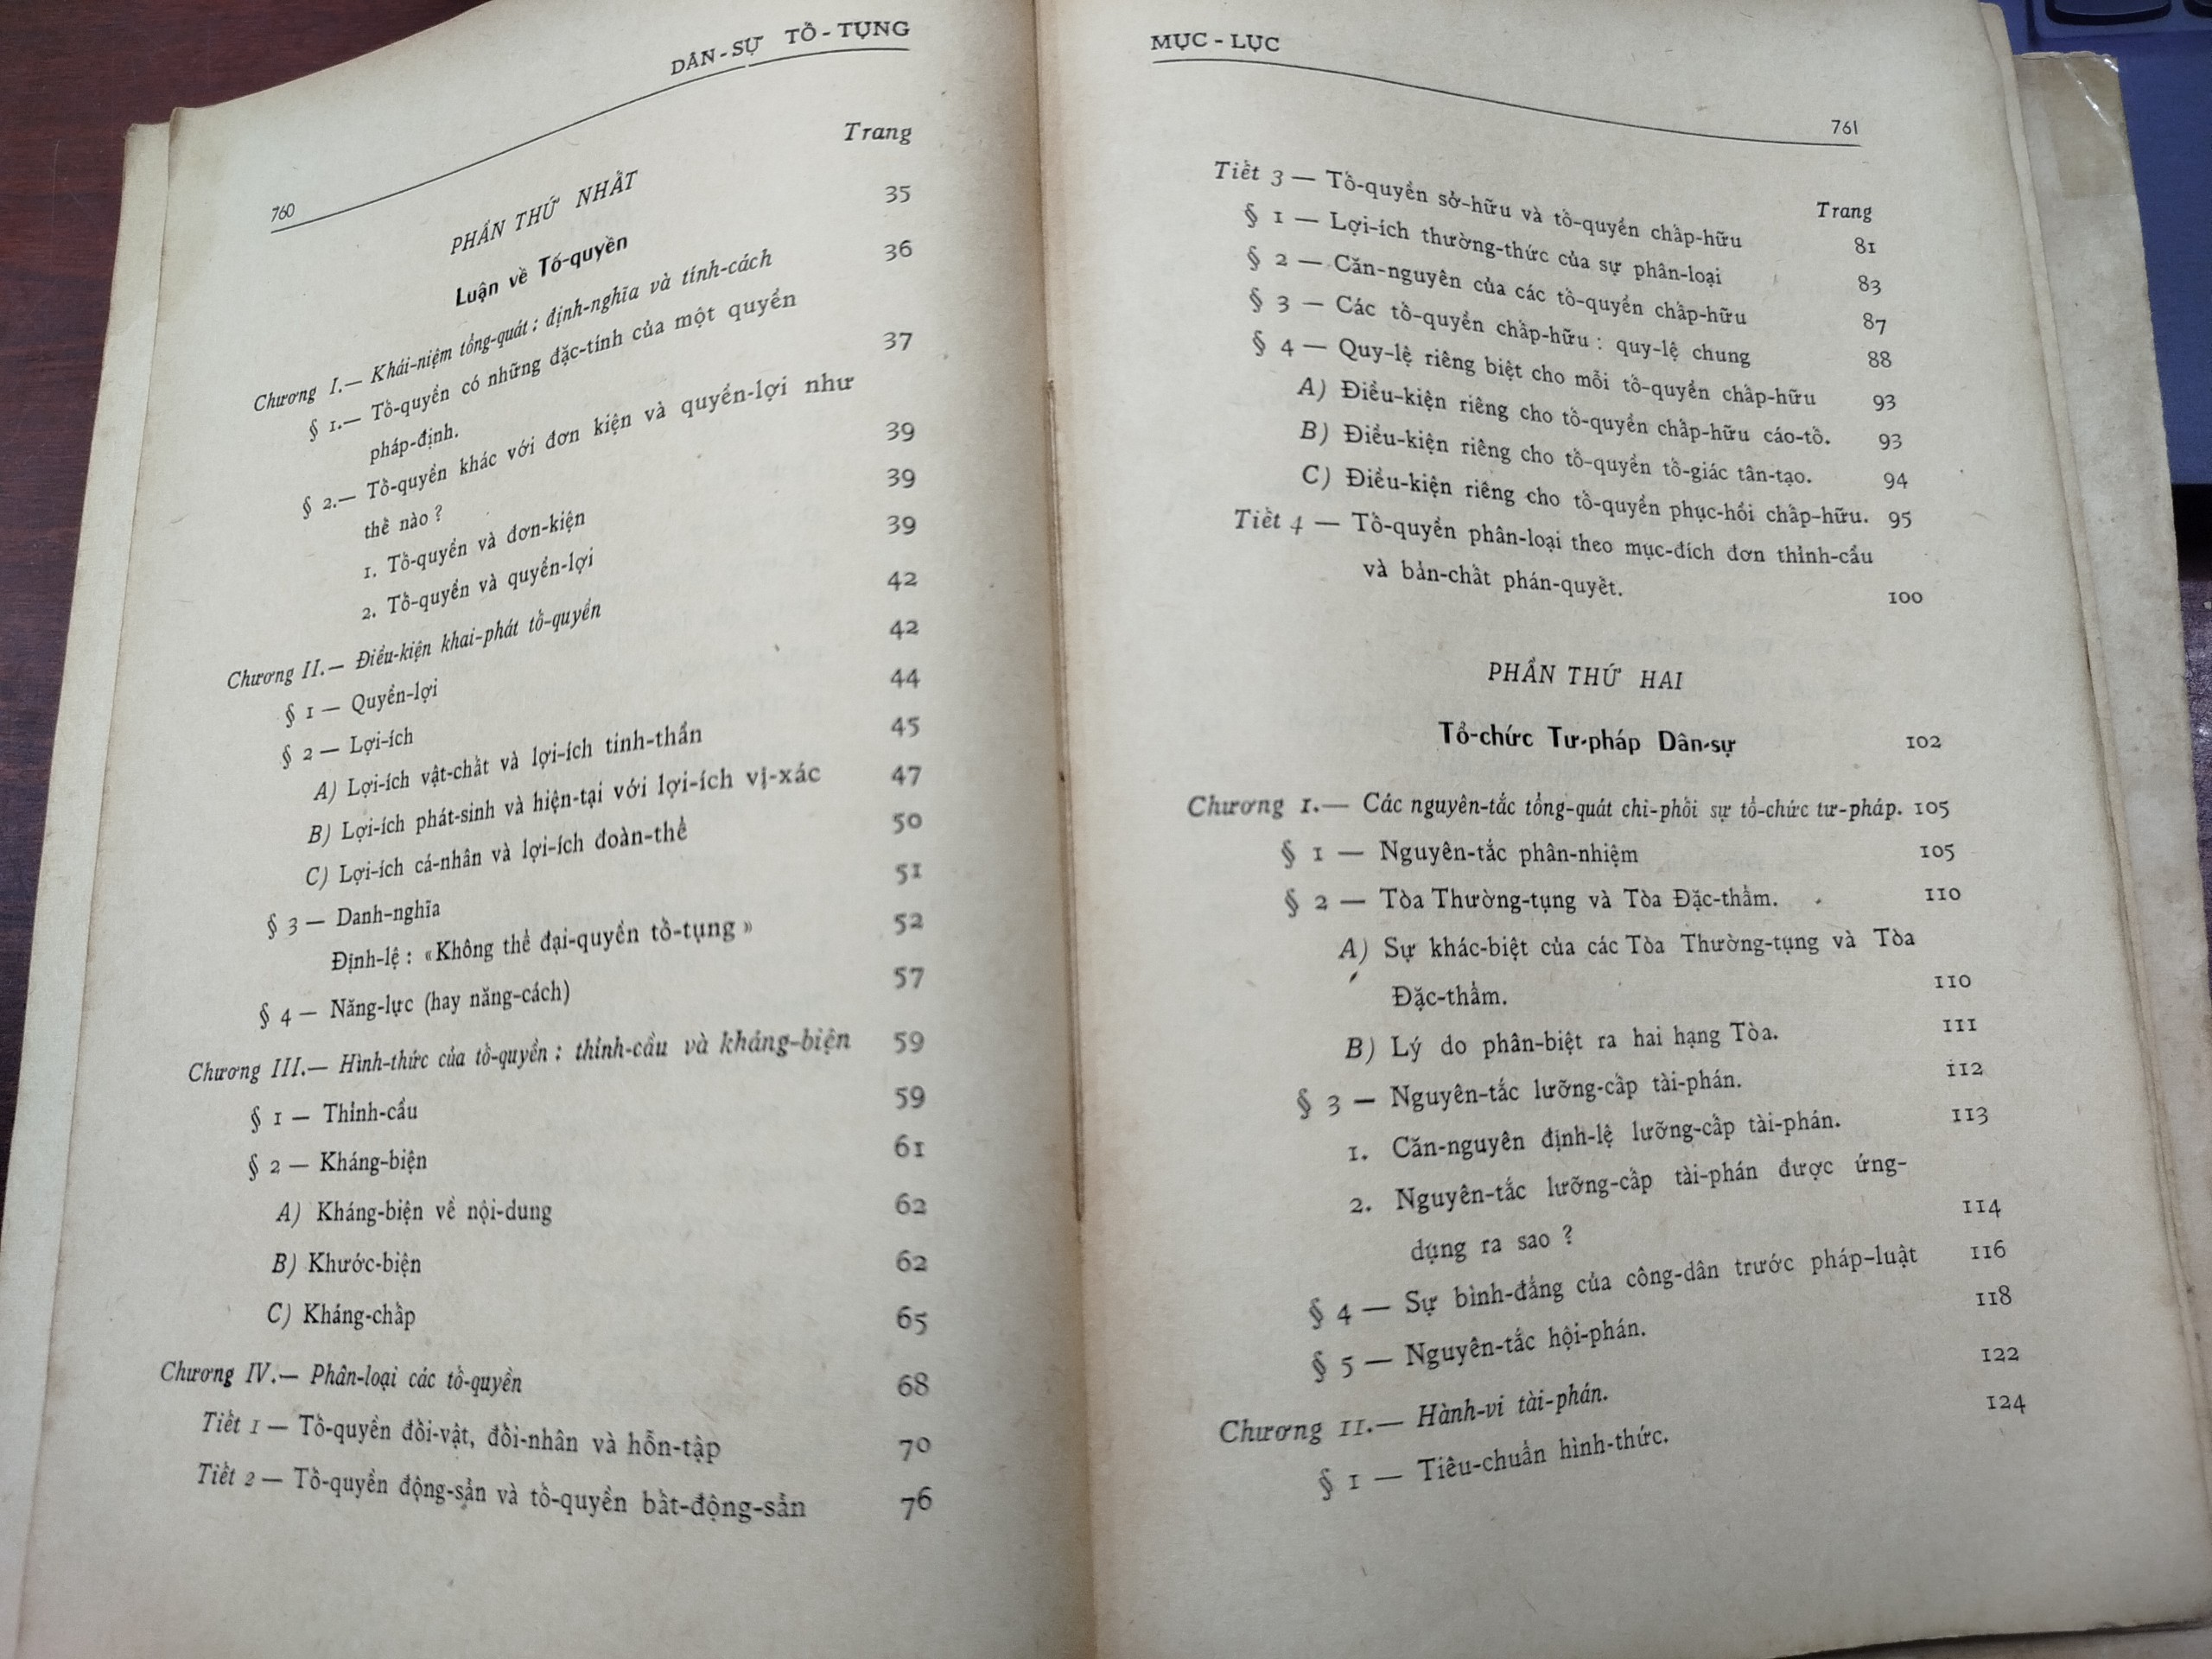 760
DÂN-SỰ TỐ-TỤNG
Trang
PHẦN THỨ NHẤT
Luận về Tố-quyền 35
Chương I.— Khái-niệm tổng-quát : định-nghĩa và tính-cách 36
§ 1.— Tố-quyền có những đặc-tính của một quyền
pháp-định. 37
§ 2.— Tố-quyền khác với đơn kiện và quyền-lợi như
thế nào ? 39
1. Tố-quyền và đơn-kiện 39
2. Tố-quyền và quyền-lợi 39
Chương II.— Điều-kiện khai-phát tố-quyền 42
§ 1 — Quyền-lợi 42
§ 2 — Lợi-ích 44
A) Lợi-ích vật-chất và lợi-ích tinh-thần 45
B) Lợi-ích phát-sinh và hiện-tại với lợi-ích vị-xác 47
C) Lợi-ích cá-nhân và lợi-ích đoàn-thể 50
§ 3 — Danh-nghĩa 51
Định-lệ : «Không thể đại-quyền tố-tụng » 52
§ 4 — Năng-lực (hay năng-cách) 57
Chương III.— Hình-thức của tố-quyền : thỉnh-cầu và kháng-biện 59
§ 1 — Thỉnh-cầu 59
§ 2 — Kháng-biện 61
A) Kháng-biện về nội-dung 62
B) Khước-biện 62
C) Kháng-chấp 65
Chương IV.— Phân-loại các tố-quyền 68
Tiết 1 — Tố-quyền đối-vật, đối-nhân và hỗn-tập 70
Tiết 2 — Tố-quyền động-sản và tố-quyền bất-động-sản 76
MỤC - LỤC
761
Trang
Tiết 3 — Tố-quyền sở-hữu và tố-quyền chấp-hữu 81
§ 1 — Lợi-ích thường-thức của sự phân-loại 83
§ 2 — Căn-nguyên của các tố-quyền chấp-hữu 87
§ 3 — Các tố-quyền chấp-hữu : quy-lệ chung 88
§ 4 — Quy-lệ riêng biệt cho mỗi tố-quyền chấp-hữu 93
A) Điều-kiện riêng cho tố-quyền chấp-hữu cáo-tố. 93
B) Điều-kiện riêng cho tố-quyền tố-giác tân-tạo. 94
C) Điều-kiện riêng cho tố-quyền phục-hồi chấp-hữu. 95
Tiết 4 — Tố-quyền phân-loại theo mục-đích đơn thỉnh-cầu
và bản-chất phán-quyết. 100
PHẦN THỨ HAI
Tổ-chức Tư-pháp Dân-sự 102
Chương I.— Các nguyên-tắc tổng-quát chi-phối sự tổ-chức tư-pháp. 105
§ 1 — Nguyên-tắc phân-nhiệm 105
§ 2 — Tòa Thường-tụng và Tòa Đặc-thẩm. 110
A) Sự khác-biệt của các Tòa Thường-tụng và Tòa
Đặc-thẩm. 110
B) Lý do phân-biệt ra hai hạng Tòa. 111
§ 3 — Nguyên-tắc lưỡng-cấp tài-phán. 112
1. Căn-nguyên định-lệ lưỡng-cấp tài-phán. 113
2. Nguyên-tắc lưỡng-cấp tài-phán được ứng-
dụng ra sao ? 114
§ 4 — Sự bình-đẳng của công-dân trước pháp-luật 116
§ 5 — Nguyên-tắc hội-phán. 118
Chương II.— Hành-vi tài-phán. 122
§ 1 — Tiêu-chuẩn hình-thức. 124